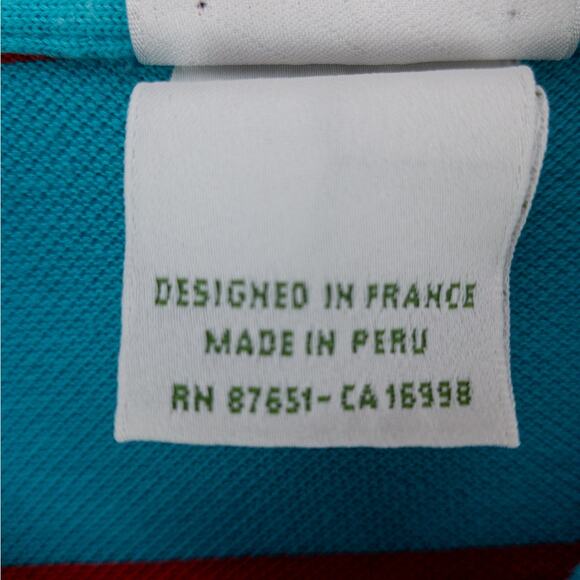 DESIGNED IN FRANCE
MADE IN PERU
RN 87651-CA 16998